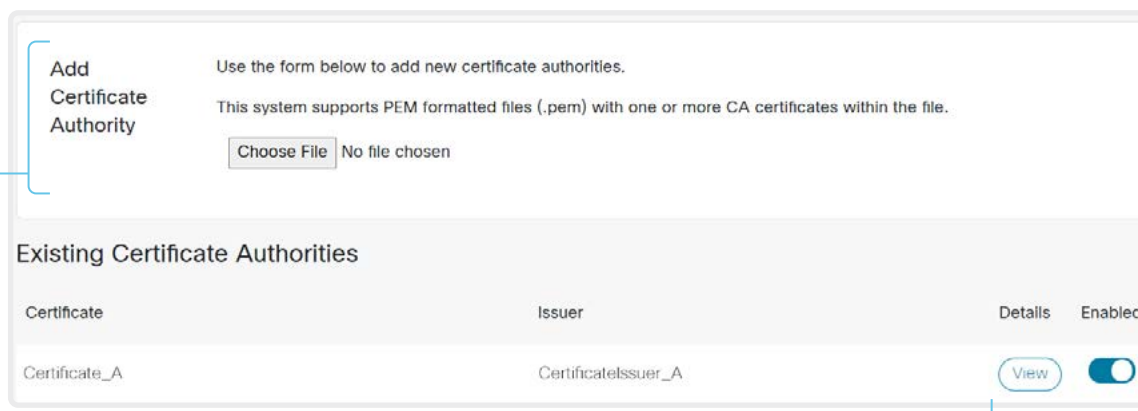 Add
Certificate
Authority
Use the form below to add new certificate authorities.
This system supports PEM formatted files (.pem) with one or more CA certificates within the file.
Choose File No file chosen
Existing Certificate Authorities
Certificate Issuer Details Enabled
Certificate_A CertificateIssuer_A View